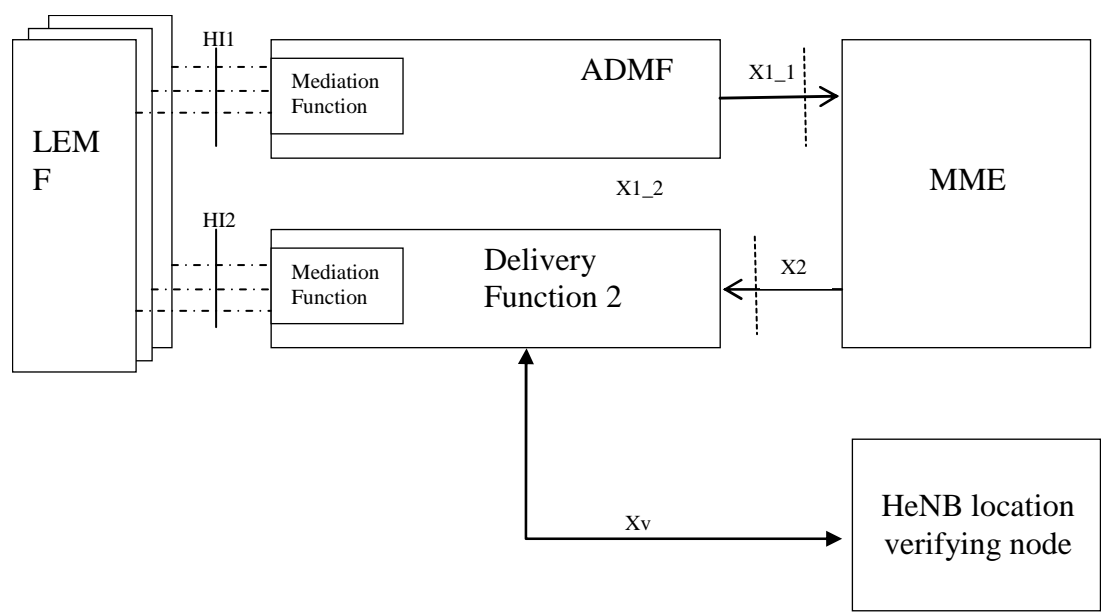 HI1
ADMF
X1_1
Mediation
Function
LEM
F
MME
X1_2
HI2
Mediation
Function
Delivery
Function 2
X2
Xv
HeNB location
verifying node